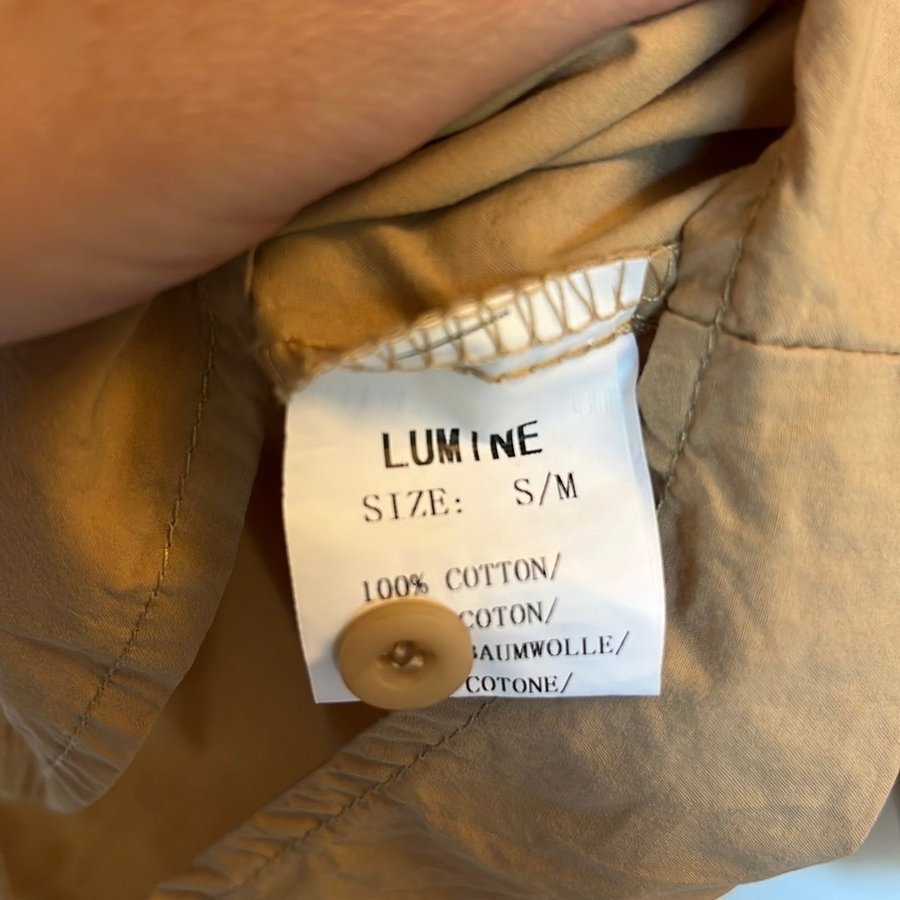 LUMINE
SIZE: S/M
100% COTTON/
COTON/
BAUMWOLLE/
COTONE/